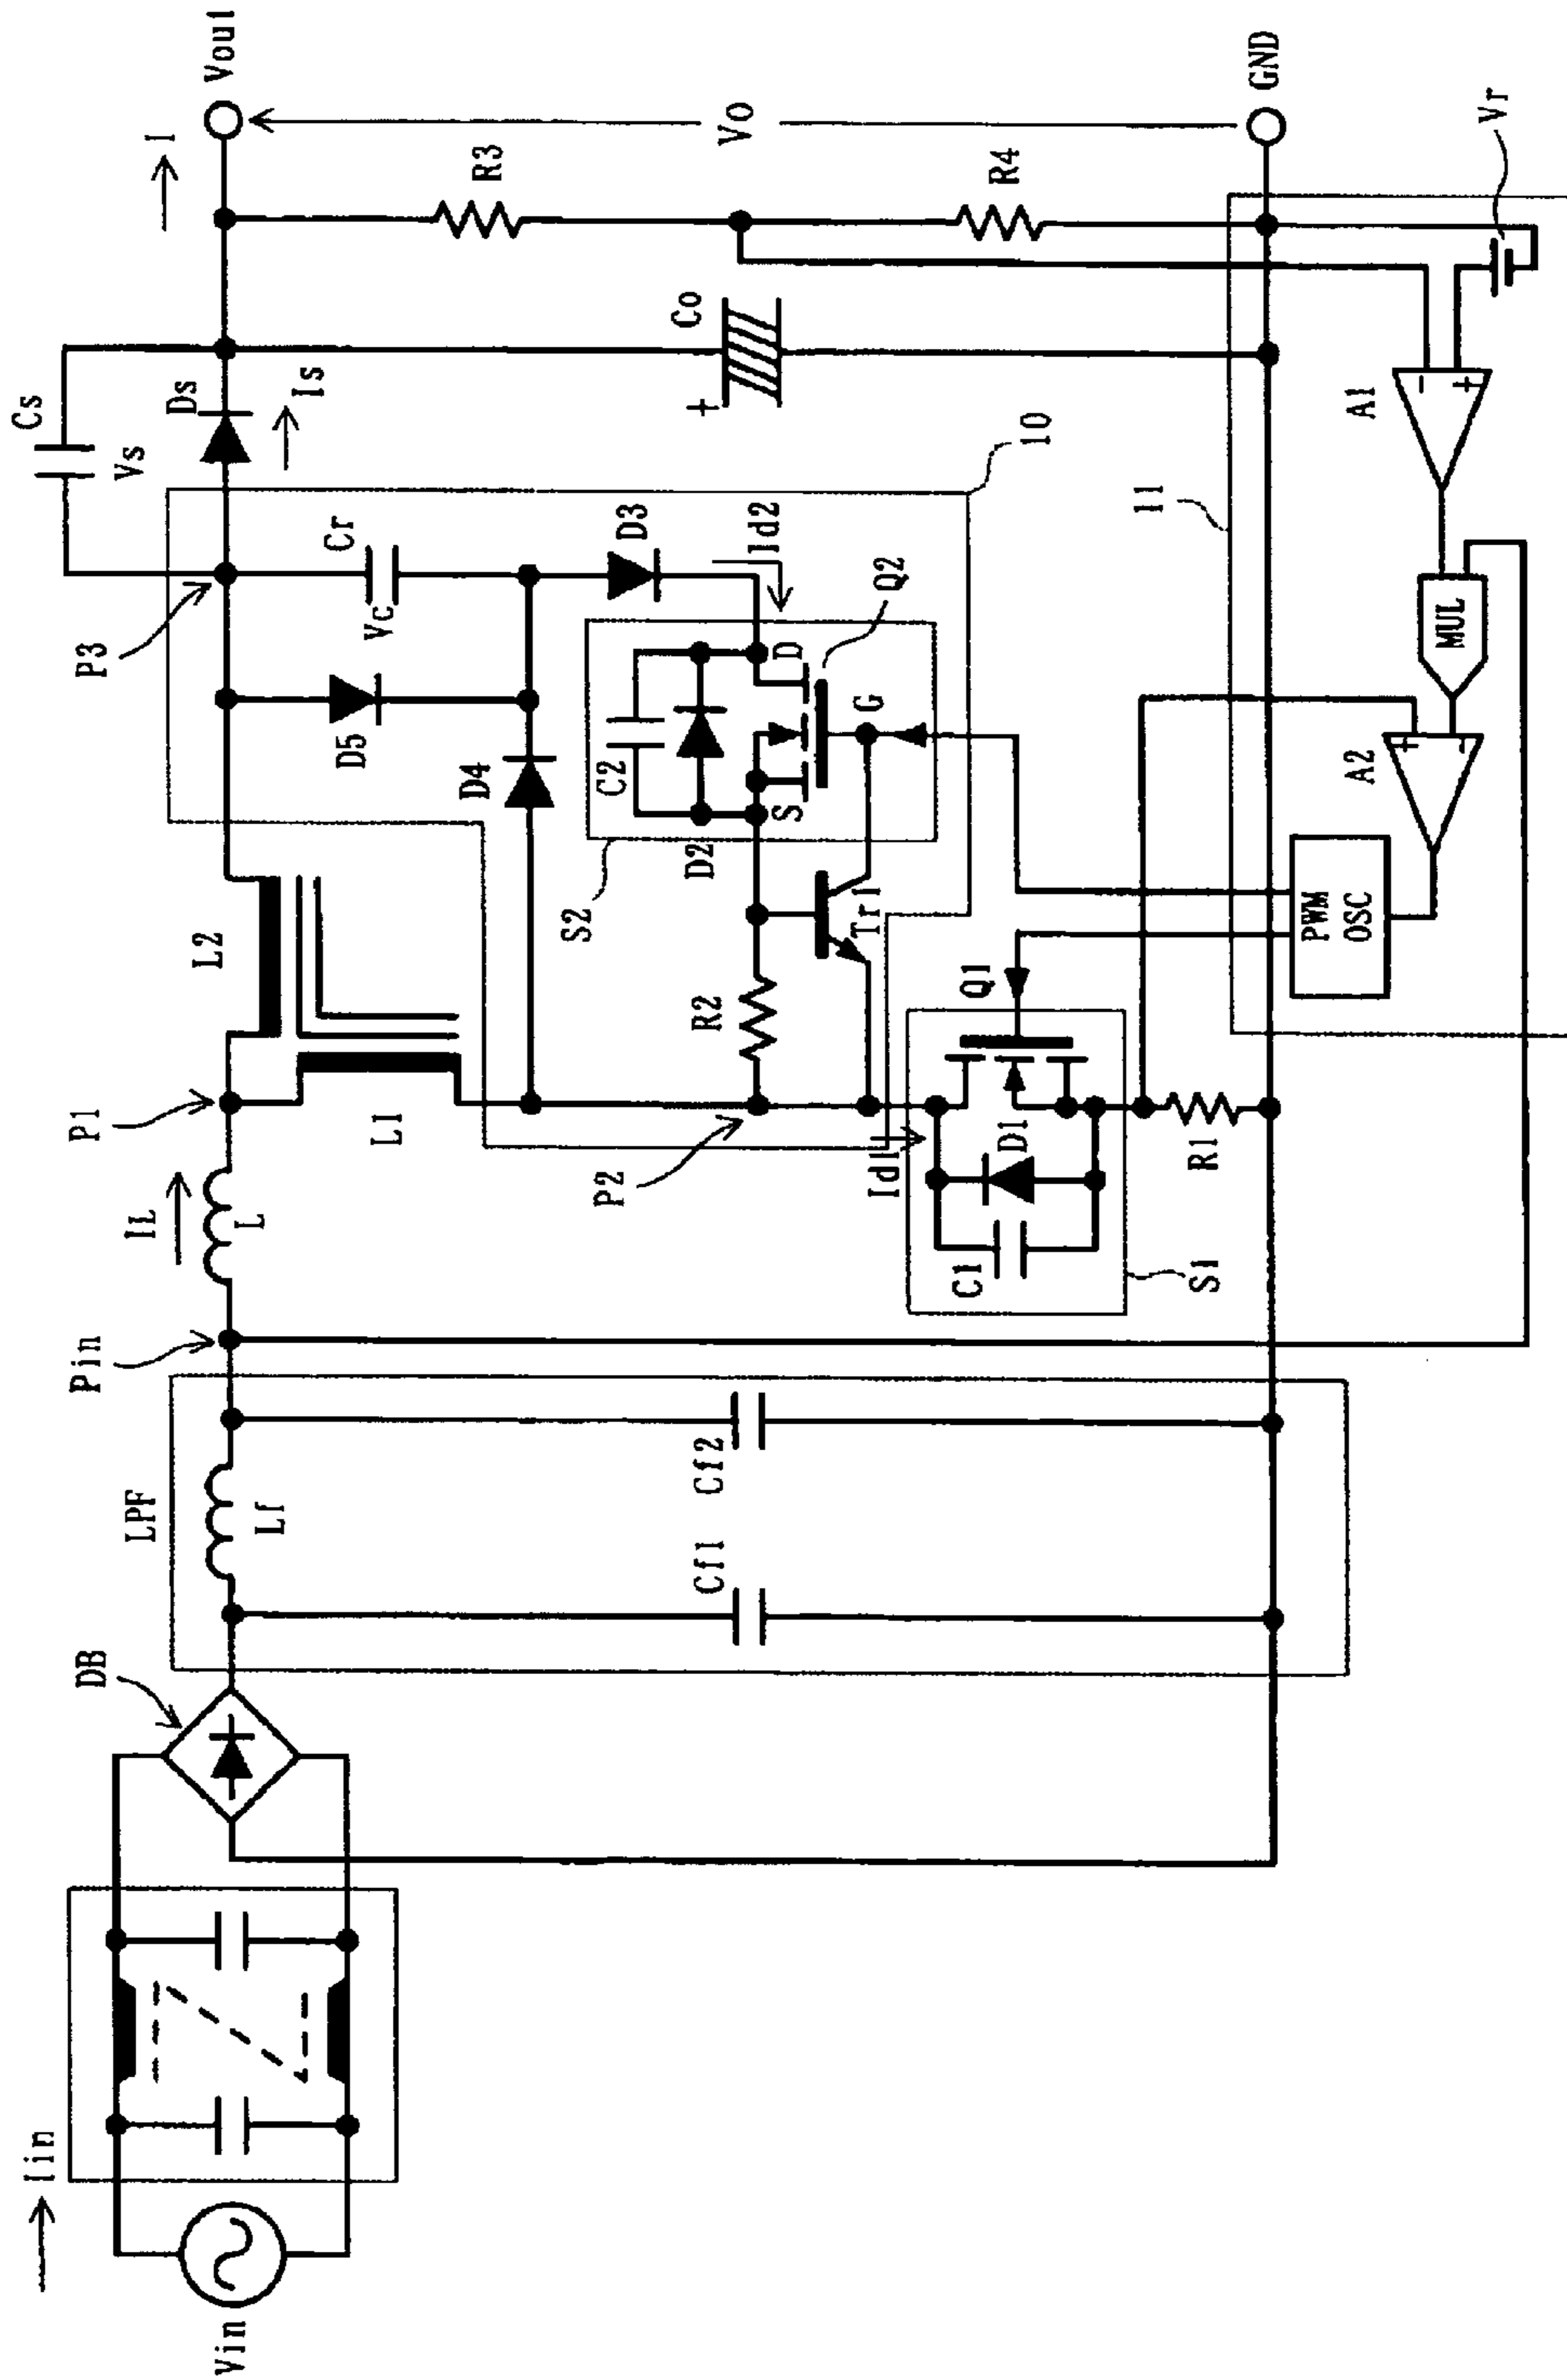 Iin
Vin
DB
LPF
Lf
Cf1
Cf2
Pin
IL
L
P1
L1
L2
P2
P3
Cs
Vs
Ds
Is
I
Vout
D5
Vc
Cr
D4
D3
Id2
C2
D2
S
D
G
Q2
S2
R2
Tr1
10
Co
+
R3
R4
Vo
GND
Id1
Q1
D1
C1
S1
R1
11
PWM
OSC
A2
+
-
MUL
A1
-
+
Vr